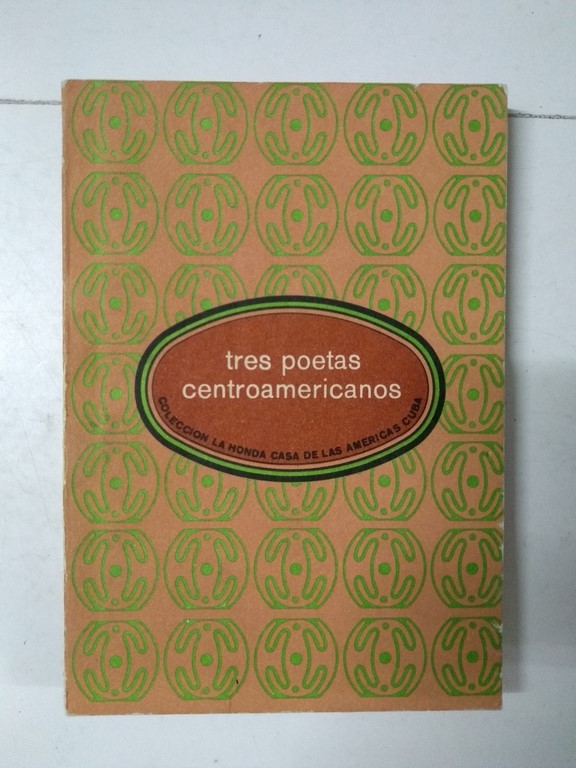 tres poetas
centroamericanos
COLECCION LA HONDA CASA DE LAS AMERICAS CUBA